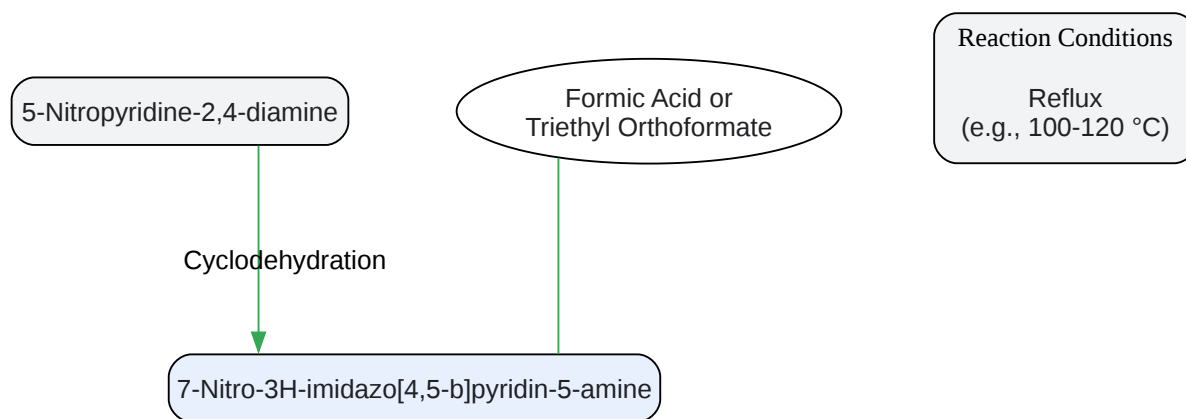 5-Nitropyridine-2,4-diamine
Formic Acid or
Triethyl Orthoformate
Reaction Conditions
Reflux
(e.g., 100-120 °C)
Cyclodehydration
7-Nitro-3H-imidazo[4,5-b]pyridin-5-amine